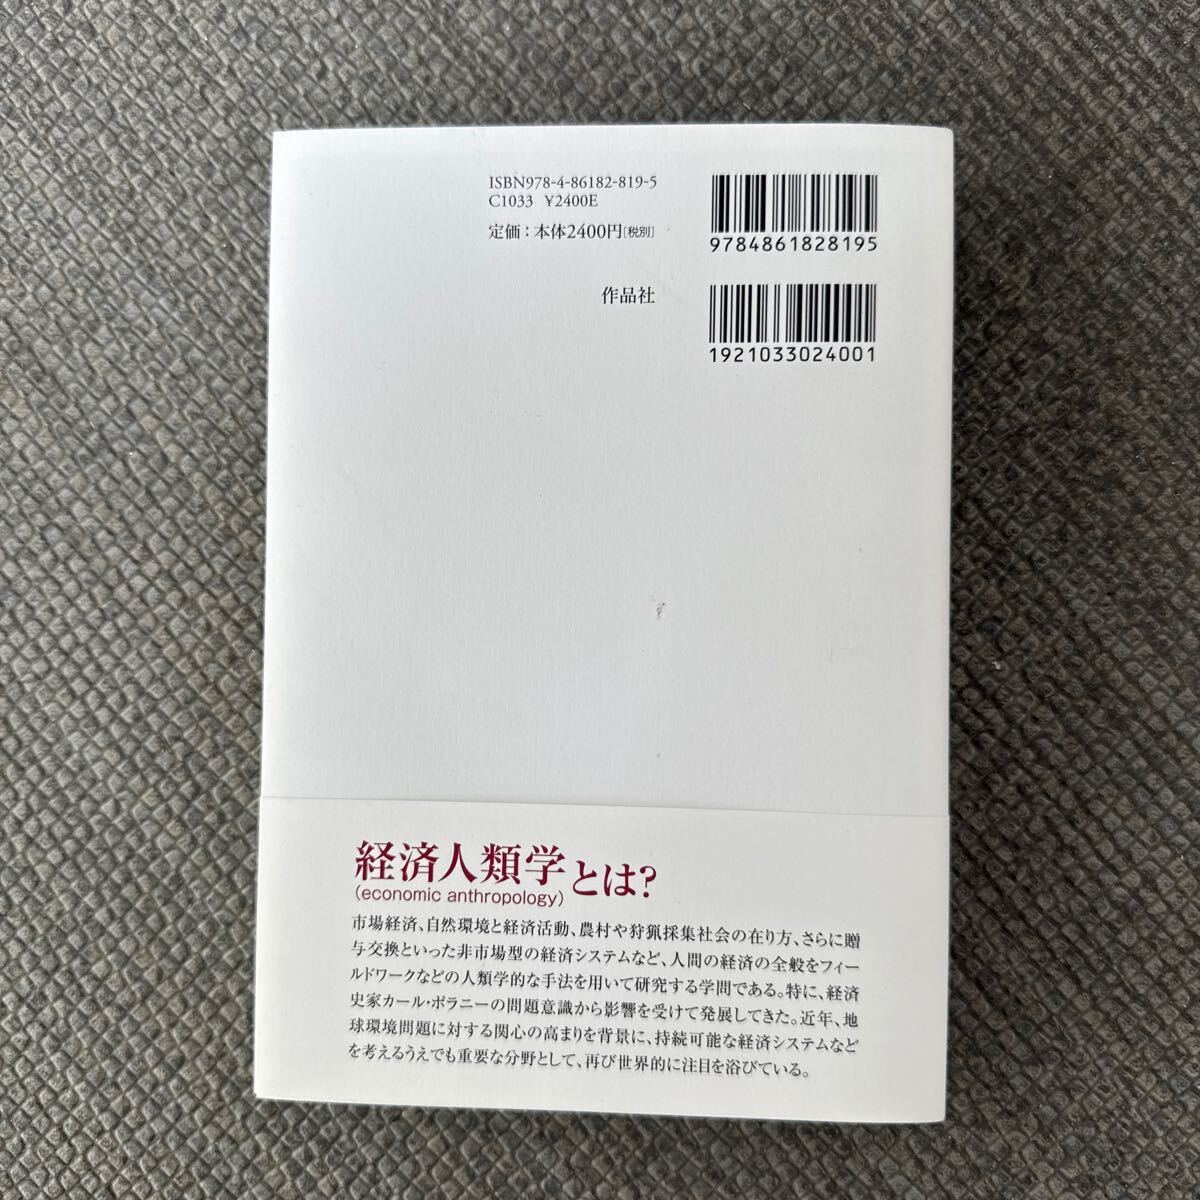 ISBN978-4-86182-819-5
C1033 ¥2400E
定価：本体2400円[税別]
作品社
9784861828195
1921033024001
経済人類学とは?
(economic anthropology)
市場経済、自然環境と経済活動、農村や狩猟採集社会の在り方、さらに贈
与交換といった非市場型の経済システムなど、人間の経済の全般をフィー
ルドワークなどの人類学的な手法を用いて研究する学問である。特に、経済
史家カール・ポラニーの問題意識から影響を受けて発展してきた。近年、地
球環境問題に対する関心の高まりを背景に、持続可能な経済システムなど
を考えるうえでも重要な分野として、再び世界的に注目を浴びている。